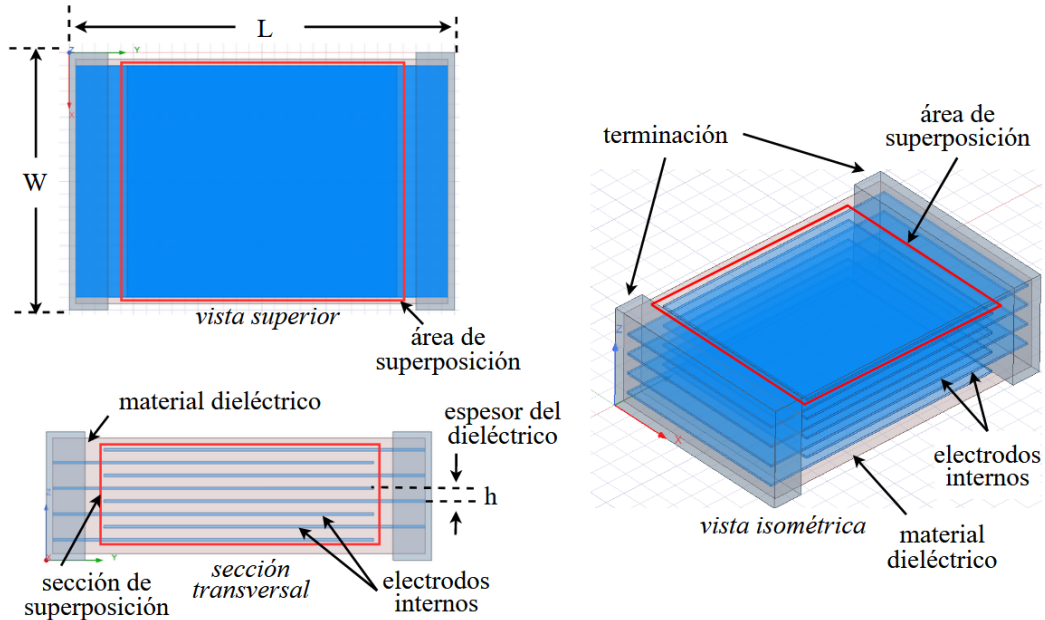 L
Z
Y
W
X
vista superior
área de
superposición
material dieléctrico
espesor del
dieléctrico
h
Z
X
Y
sección de
superposición
sección
transversal
electrodos
internos
área de
superposición
terminación
Z
X
electrodos
internos
vista isométrica
material
dieléctrico